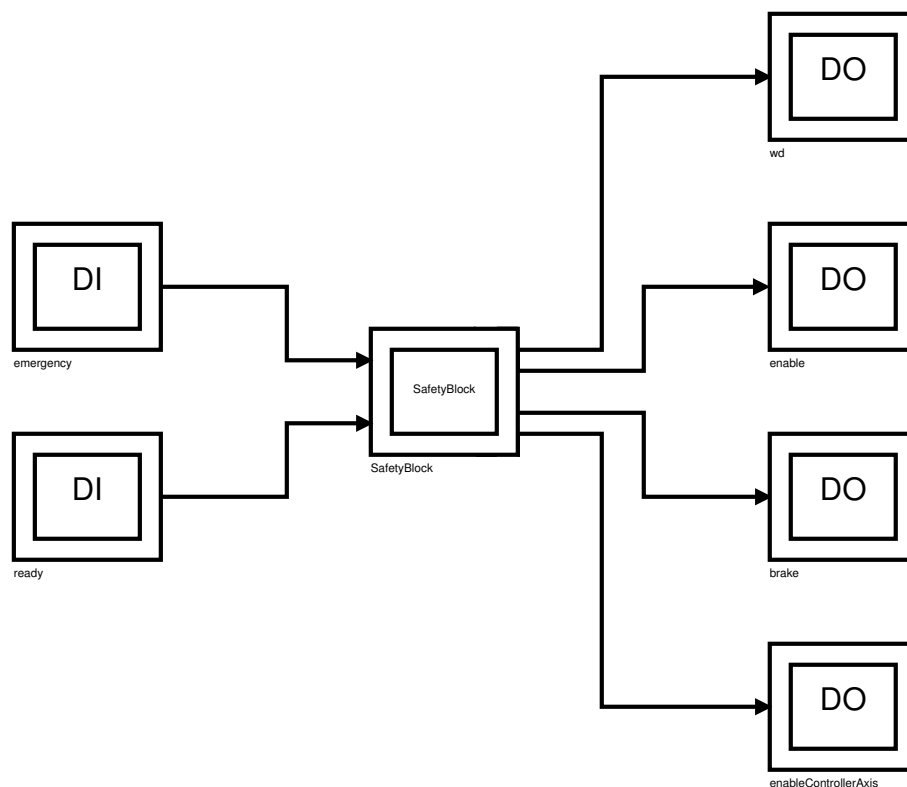 DO
wd
DI
emergency
DO
enable
SafetyBlock
SafetyBlock
DI
ready
DO
brake
DO
enableControllerAxis